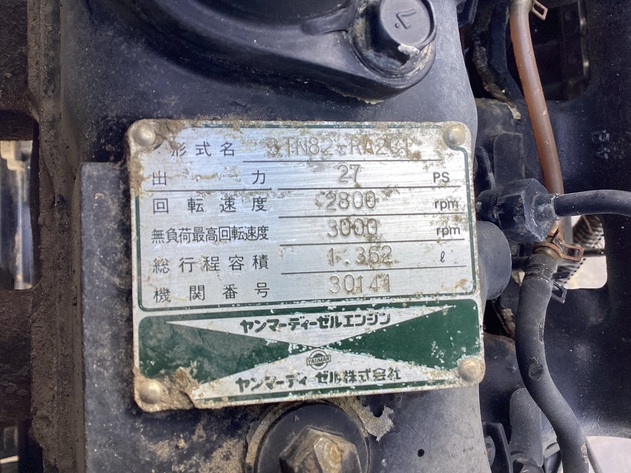 形式名 3TN82-RA2C1
出力 27 PS
回転速度 2800 rpm
無負荷最高回転速度 3000 rpm
総行程容積 1.352 ℓ
機関番号 30141
ヤンマーディーゼルエンジン
YANMAR
ヤンマーディーゼル株式会社
7